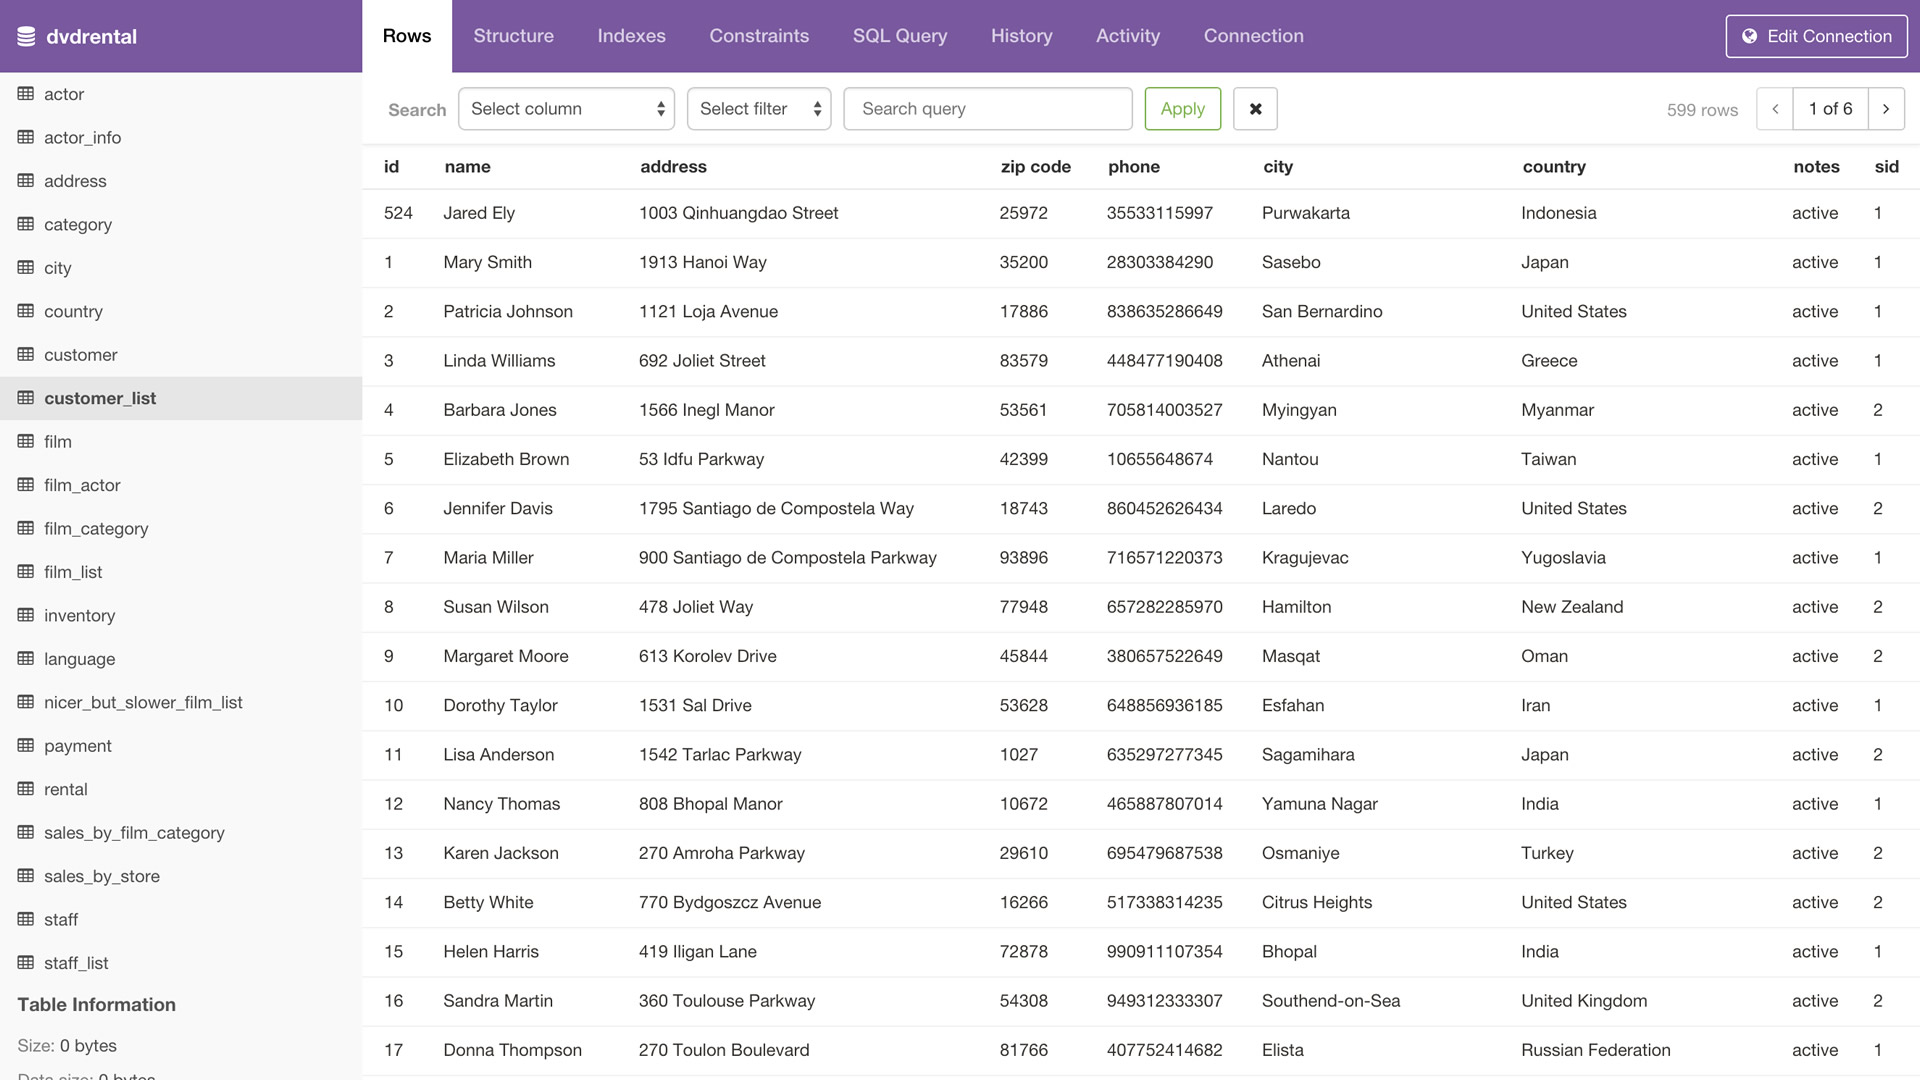 dvdrental
Rows Structure Indexes Constraints SQL Query History Activity Connection Edit Connection
Search Select column Select filter Search query Apply 599 rows 1 of 6
actor
actor_info
address
category
city
country
customer
customer_list
film
film_actor
film_category
film_list
inventory
language
nicer_but_slower_film_list
payment
rental
sales_by_film_category
sales_by_store
staff
staff_list
Table Information
Size: 0 bytes
Data size: 0 bytes
id name address zip code phone city country notes sid
524 Jared Ely 1003 Qinhuangdao Street 25972 35533115997 Purwakarta Indonesia active 1
1 Mary Smith 1913 Hanoi Way 35200 28303384290 Sasebo Japan active 1
2 Patricia Johnson 1121 Loja Avenue 17886 838635286649 San Bernardino United States active 1
3 Linda Williams 692 Joliet Street 83579 448477190408 Athenai Greece active 1
4 Barbara Jones 1566 Inegl Manor 53561 705814003527 Myingyan Myanmar active 2
5 Elizabeth Brown 53 Idfu Parkway 42399 10655648674 Nantou Taiwan active 1
6 Jennifer Davis 1795 Santiago de Compostela Way 18743 860452626434 Laredo United States active 2
7 Maria Miller 900 Santiago de Compostela Parkway 93896 716571220373 Kragujevac Yugoslavia active 1
8 Susan Wilson 478 Joliet Way 77948 657282285970 Hamilton New Zealand active 2
9 Margaret Moore 613 Korolev Drive 45844 380657522649 Masqat Oman active 2
10 Dorothy Taylor 1531 Sal Drive 53628 648856936185 Esfahan Iran active 1
11 Lisa Anderson 1542 Tarlac Parkway 1027 635297277345 Sagamihara Japan active 2
12 Nancy Thomas 808 Bhopal Manor 10672 465887807014 Yamuna Nagar India active 1
13 Karen Jackson 270 Amroha Parkway 29610 695479687538 Osmaniye Turkey active 2
14 Betty White 770 Bydgoszcz Avenue 16266 517338314235 Citrus Heights United States active 2
15 Helen Harris 419 Iligan Lane 72878 990911107354 Bhopal India active 1
16 Sandra Martin 360 Toulouse Parkway 54308 949312333307 Southend-on-Sea United Kingdom active 2
17 Donna Thompson 270 Toulon Boulevard 81766 407752414682 Elista Russian Federation active 1